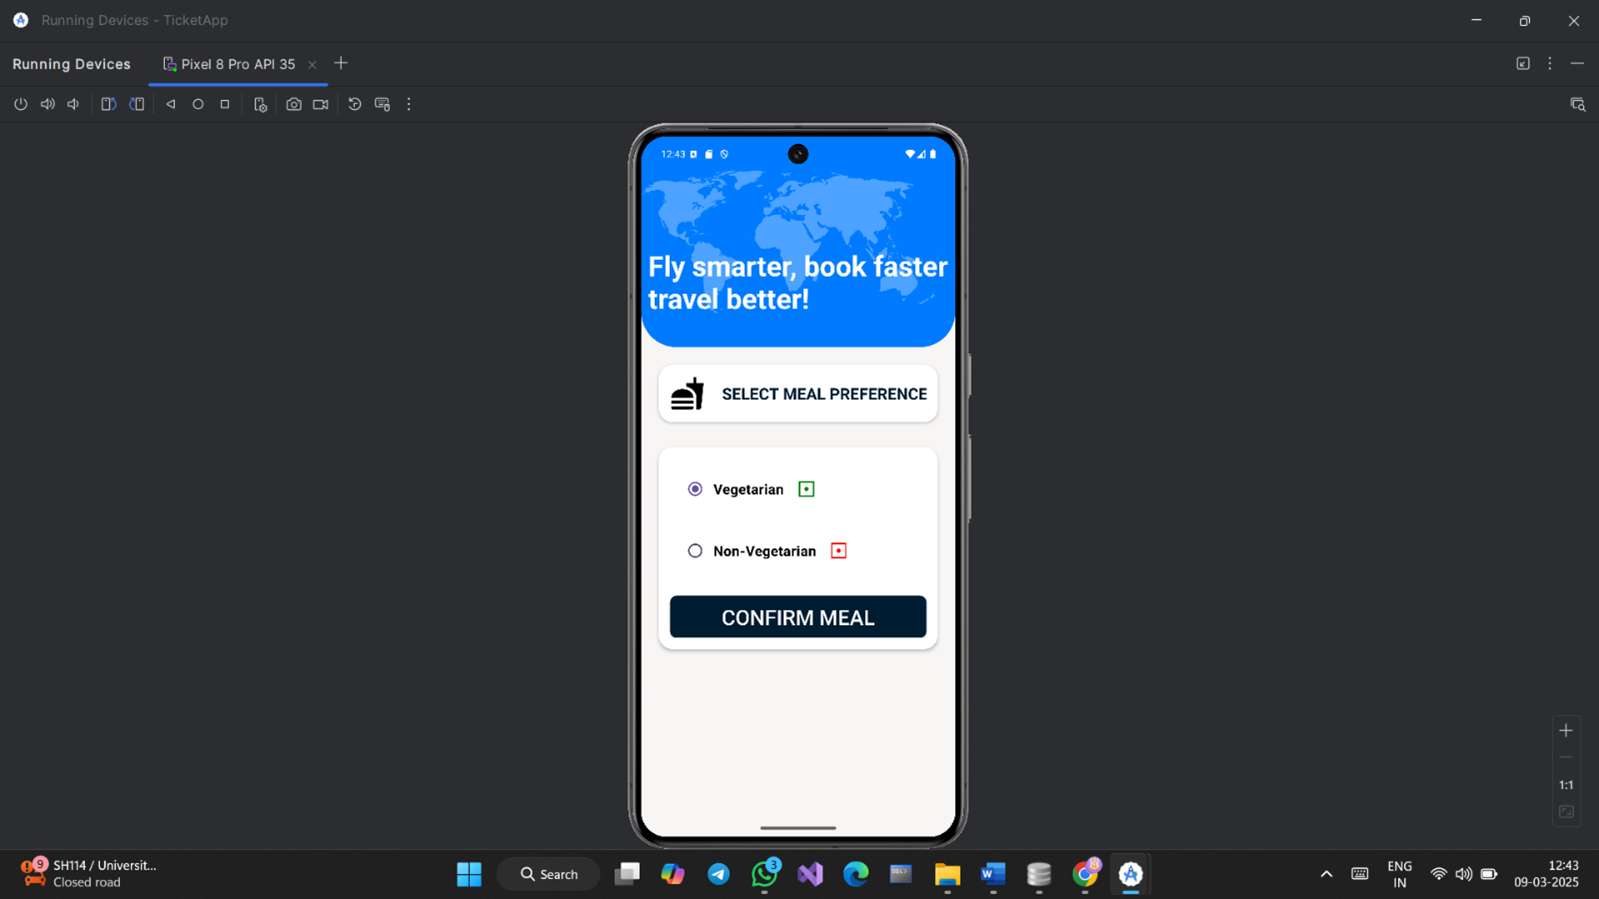 Running Devices - TicketApp
Running Devices
Pixel 8 Pro API 35
12:43
Fly smarter, book faster
travel better!
SELECT MEAL PREFERENCE
Vegetarian
Non-Vegetarian
CONFIRM MEAL
1:1
9
SH114 / Universit...
Closed road
Search
3
ENG
IN
12:43
09-03-2025